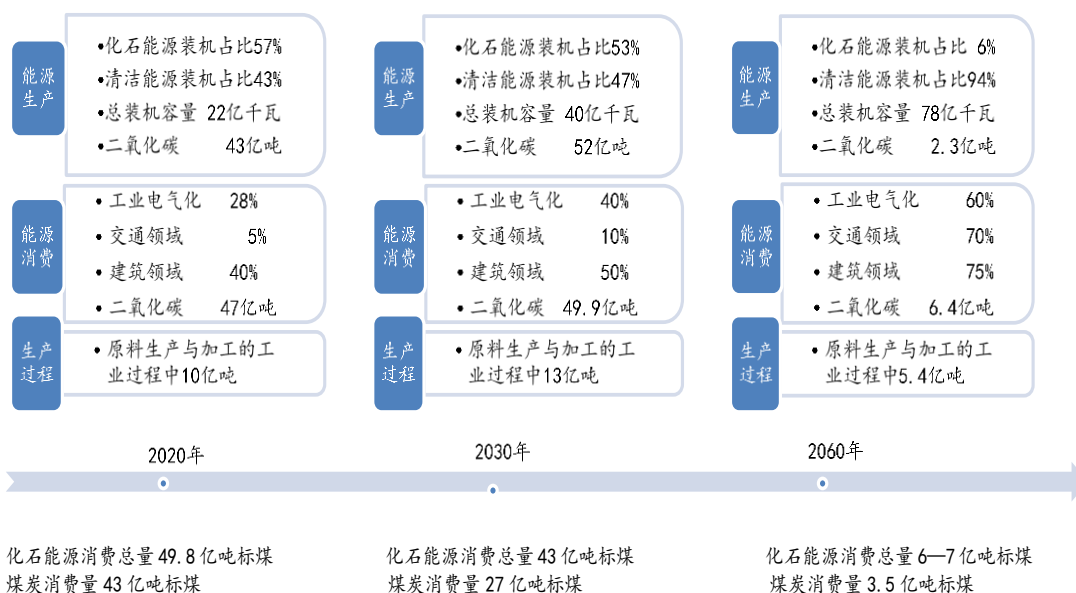 能源
生产
•化石能源装机占比57%
•清洁能源装机占比43%
•总装机容量 22亿千瓦
•二氧化碳 43亿吨
能源
消费
• 工业电气化 28%
• 交通领域 5%
• 建筑领域 40%
• 二氧化碳 47亿吨
生产
过程
• 原料生产与加工的工
业过程中10亿吨
能源
生产
•化石能源装机占比53%
•清洁能源装机占比47%
•总装机容量 40亿千瓦
•二氧化碳 52亿吨
能源
消费
• 工业电气化 40%
• 交通领域 10%
• 建筑领域 50%
• 二氧化碳 49.9亿吨
生产
过程
• 原料生产与加工的工
业过程中13亿吨
能源
生产
•化石能源装机占比 6%
•清洁能源装机占比94%
•总装机容量 78亿千瓦
•二氧化碳 2.3亿吨
能源
消费
• 工业电气化 60%
• 交通领域 70%
• 建筑领域 75%
• 二氧化碳 6.4亿吨
生产
过程
• 原料生产与加工的工
业过程中5.4亿吨
2020年
2030年
2060年
化石能源消费总量 49.8 亿吨标煤
煤炭消费量 43 亿吨标煤
化石能源消费总量 43 亿吨标煤
煤炭消费量 27 亿吨标煤
化石能源消费总量 6—7 亿吨标煤
煤炭消费量 3.5 亿吨标煤